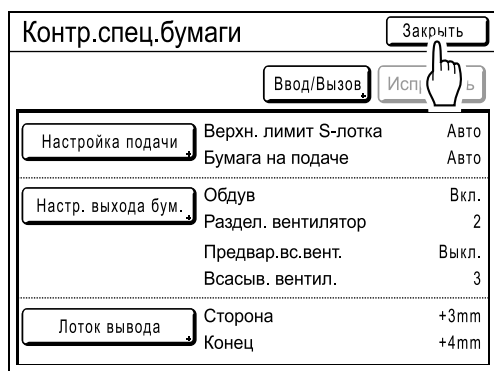 Контр.спец.бумаги Закрыть
Ввод/Вызов
Настройка подачи Верхн. лимит S-лотка Авто
Бумага на подаче Авто
Настр. выхода бум. Обдув Вкл.
Раздел. вентилятор 2
Предвар.вс.вент. Выкл.
Всасыв. вентил. 3
Лоток вывода Сторона +3mm
Конец +4mm